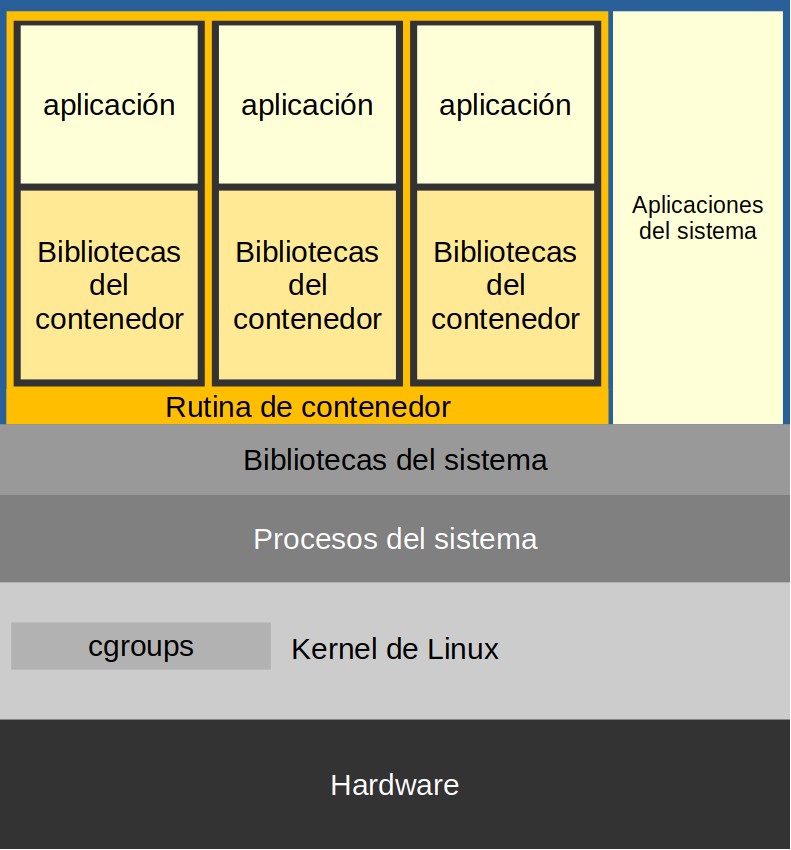 aplicación
aplicación
aplicación
Bibliotecas
del
contenedor
Bibliotecas
del
contenedor
Bibliotecas
del
contenedor
Rutina de contenedor
Aplicaciones
del sistema
Bibliotecas del sistema
Procesos del sistema
cgroups
Kernel de Linux
Hardware